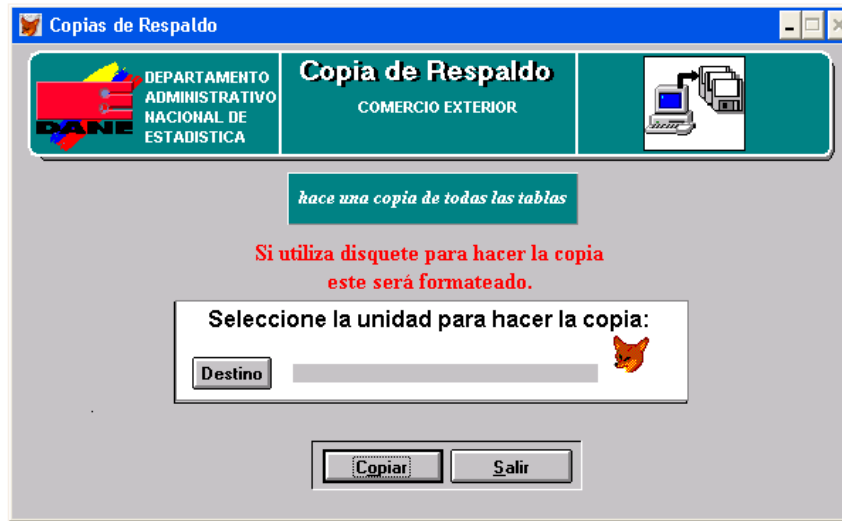 Copias de Respaldo
DEPARTAMENTO
ADMINISTRATIVO
NACIONAL DE
ESTADISTICA
DANE
Copia de Respaldo
COMERCIO EXTERIOR
hace una copia de todas las tablas
Si utiliza disquete para hacer la copia
este será formateado.
Seleccione la unidad para hacer la copia:
Destino
Copiar
Salir